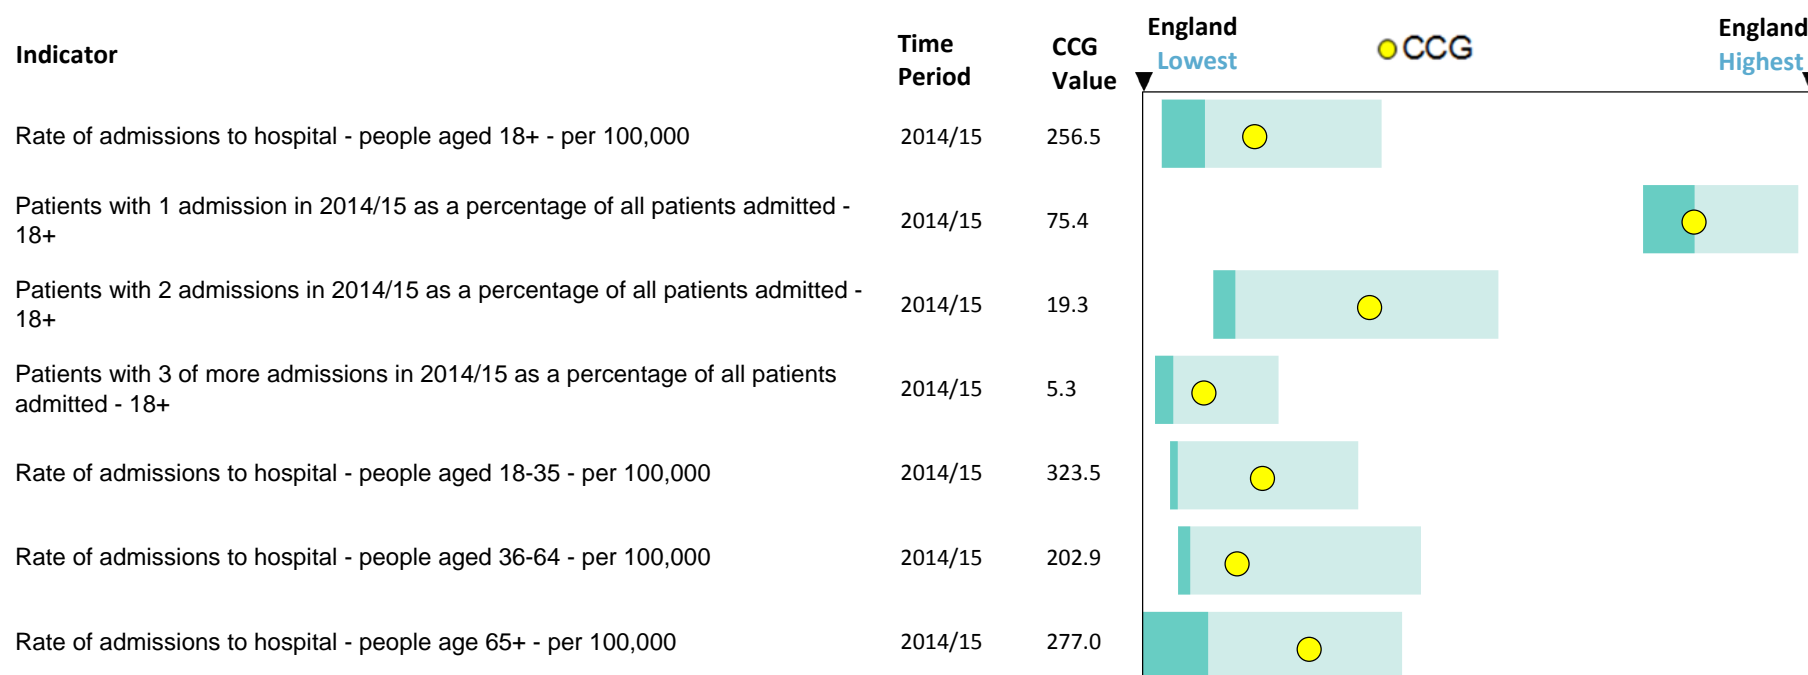 Indicator
Time Period
CCG Value
England Lowest
CCG
England Highest
Rate of admissions to hospital - people aged 18+ - per 100,000 2014/15 256.5
Patients with 1 admission in 2014/15 as a percentage of all patients admitted -
18+
2014/15 75.4
Patients with 2 admissions in 2014/15 as a percentage of all patients admitted -
18+
2014/15 19.3
Patients with 3 of more admissions in 2014/15 as a percentage of all patients
admitted - 18+
2014/15 5.3
Rate of admissions to hospital - people aged 18-35 - per 100,000 2014/15 323.5
Rate of admissions to hospital - people aged 36-64 - per 100,000 2014/15 202.9
Rate of admissions to hospital - people age 65+ - per 100,000 2014/15 277.0